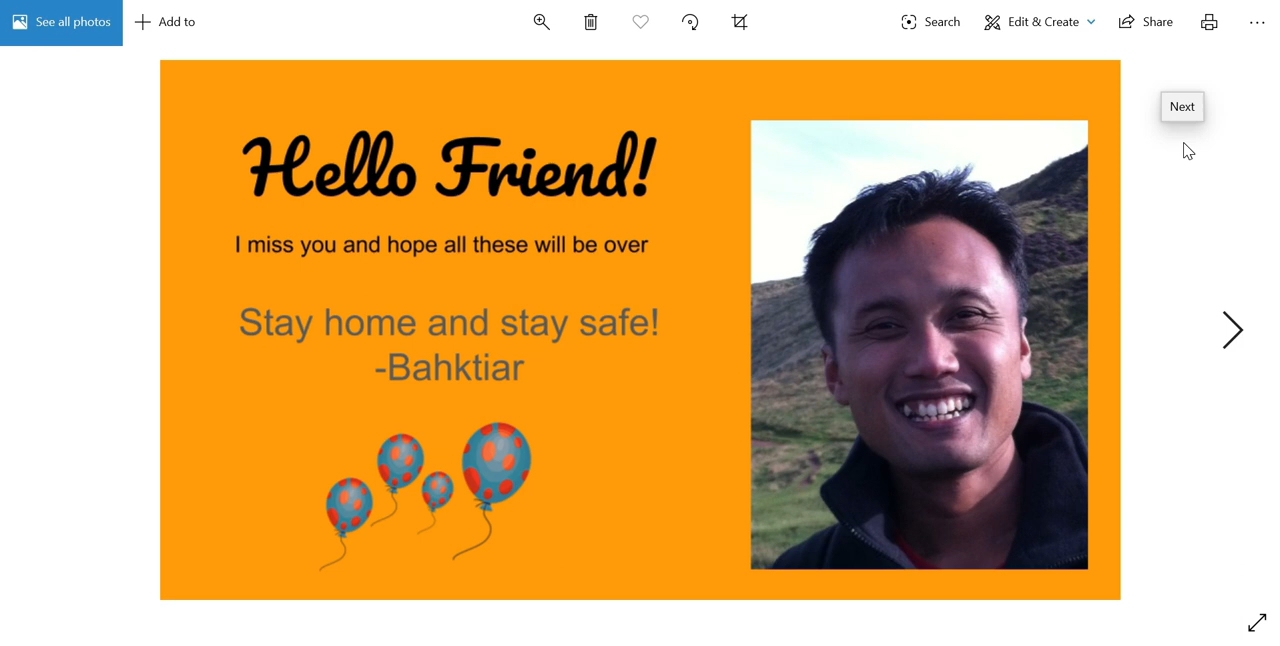 See all photos
Add to
Search
Edit & Create
Share
Next
Hello Friend!
I miss you and hope all these will be over
Stay home and stay safe!
-Bahktiar